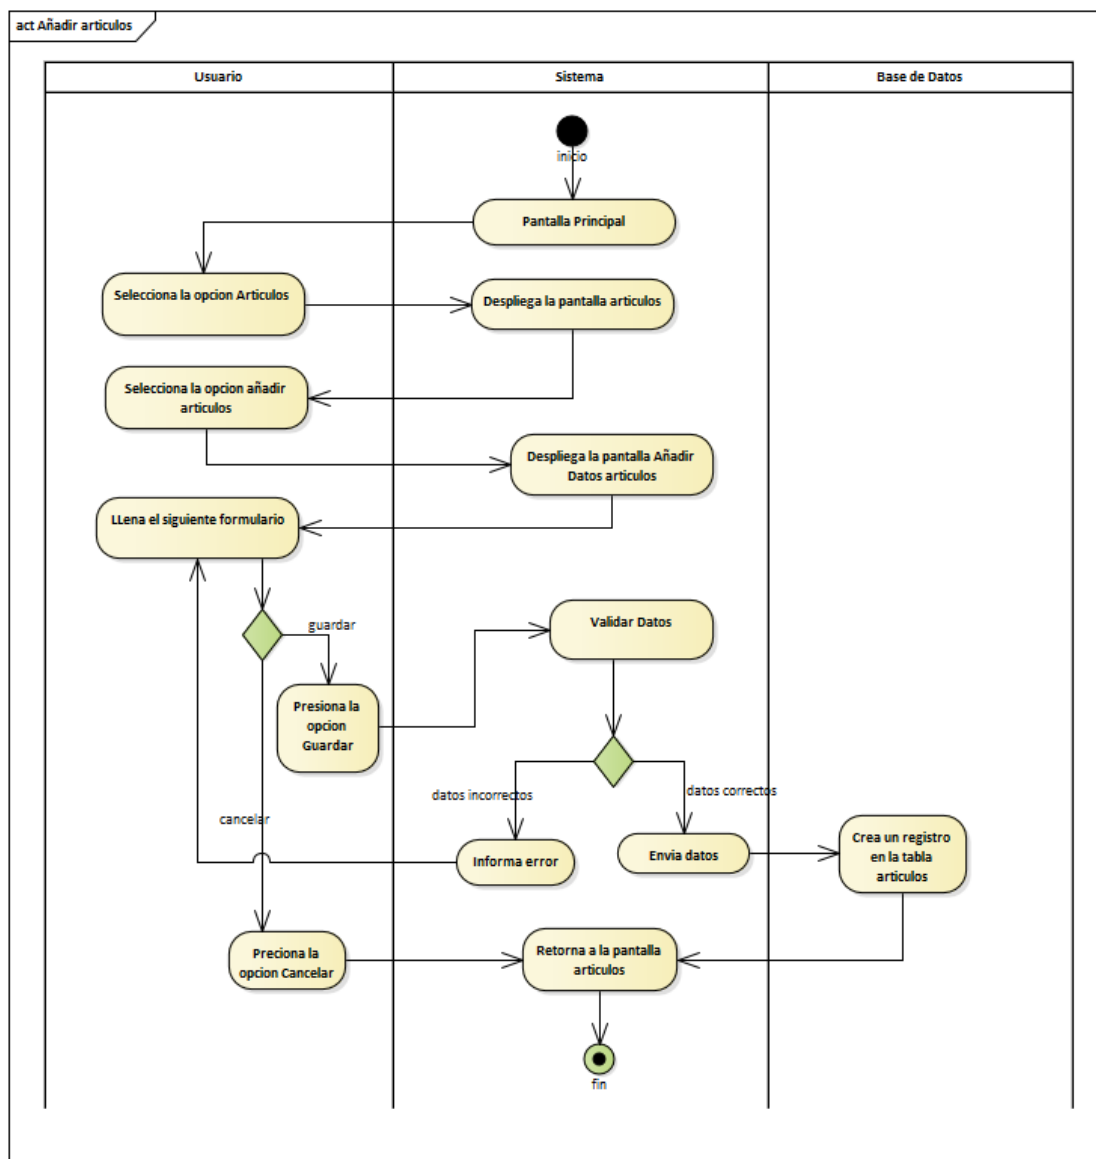 act Añadir articulos
Usuario
Sistema
Base de Datos
inicio
Pantalla Principal
Selecciona la opcion Articulos
Despliega la pantalla articulos
Selecciona la opcion añadir
articulos
Despliega la pantalla Añadir
Datos articulos
LLena el siguiente formulario
guardar
Validar Datos
Presiona la
opcion
Guardar
datos incorrectos
datos correctos
cancelar
Informa error
Envia datos
Crea un registro
en la tabla
articulos
Preciona la
opcion Cancelar
Retorna a la pantalla
articulos
fin